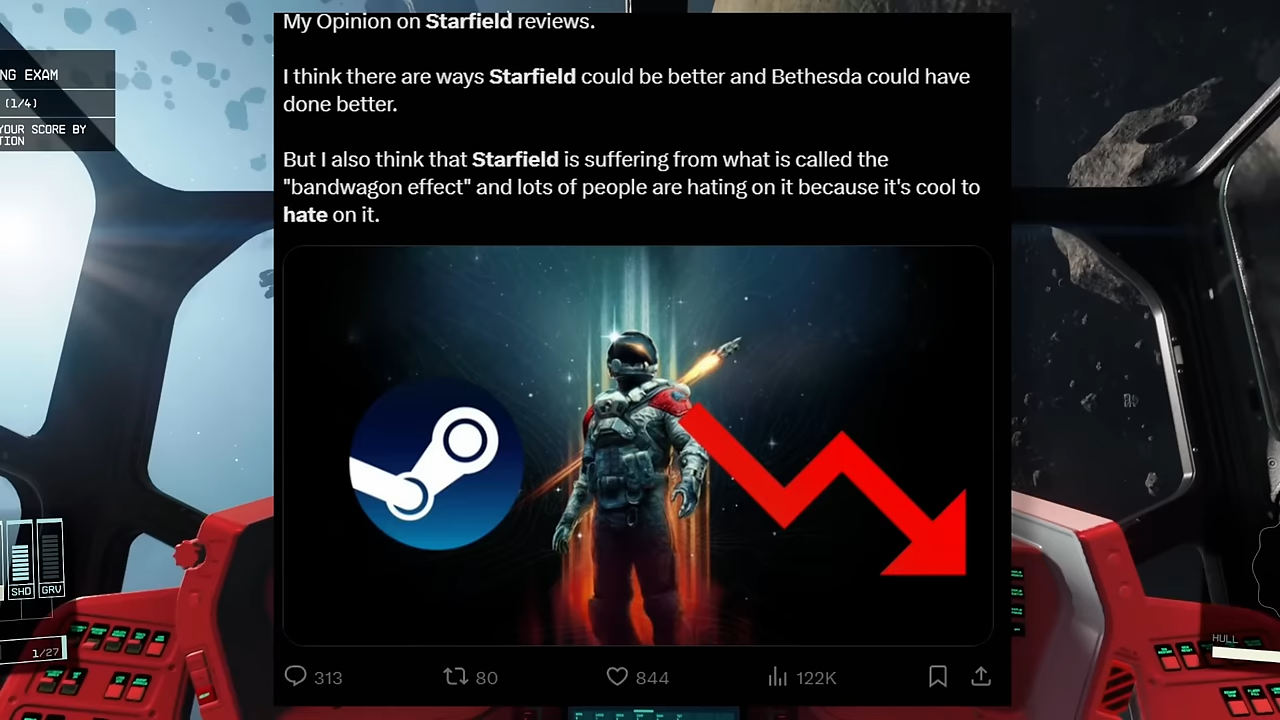 My Opinion on Starfield reviews.
I think there are ways Starfield could be better and Bethesda could have
done better.
But I also think that Starfield is suffering from what is called the
"bandwagon effect" and lots of people are hating on it because it's cool to
hate on it.
313 80 844 122K
NG EXAM
(1/4)
YOUR SCORE BY
TION
SHD GRV
1/27
HULL